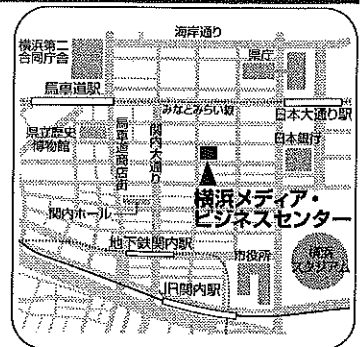 海岸通り
横浜第二
合同庁舎
県庁
馬車道駅
みなとみらい線
日本大通り駅
県立歴史
博物館
馬車道商店街
関内大通り
日本銀行
横浜メディア・
ビジネスセンター
関内ホール
地下鉄関内駅
市役所
横浜
スタジアム
JR関内駅